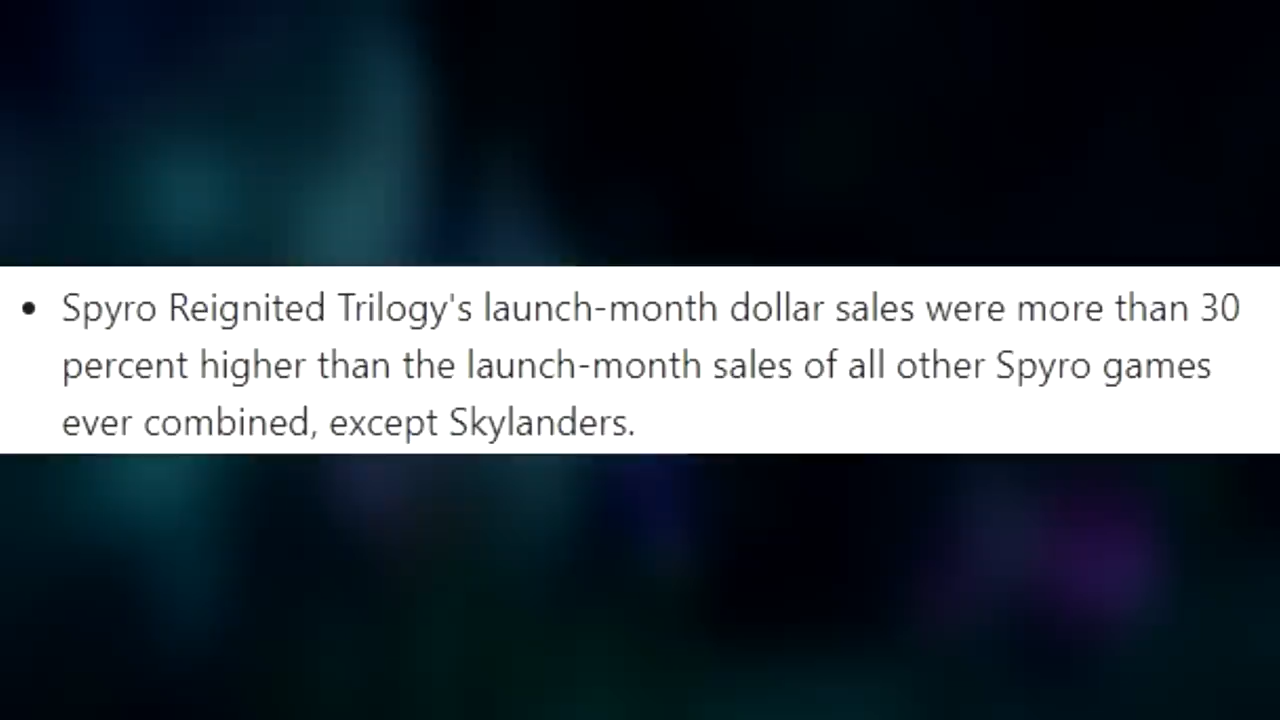 • Spyro Reignited Trilogy's launch-month dollar sales were more than 30
percent higher than the launch-month sales of all other Spyro games
ever combined, except Skylanders.